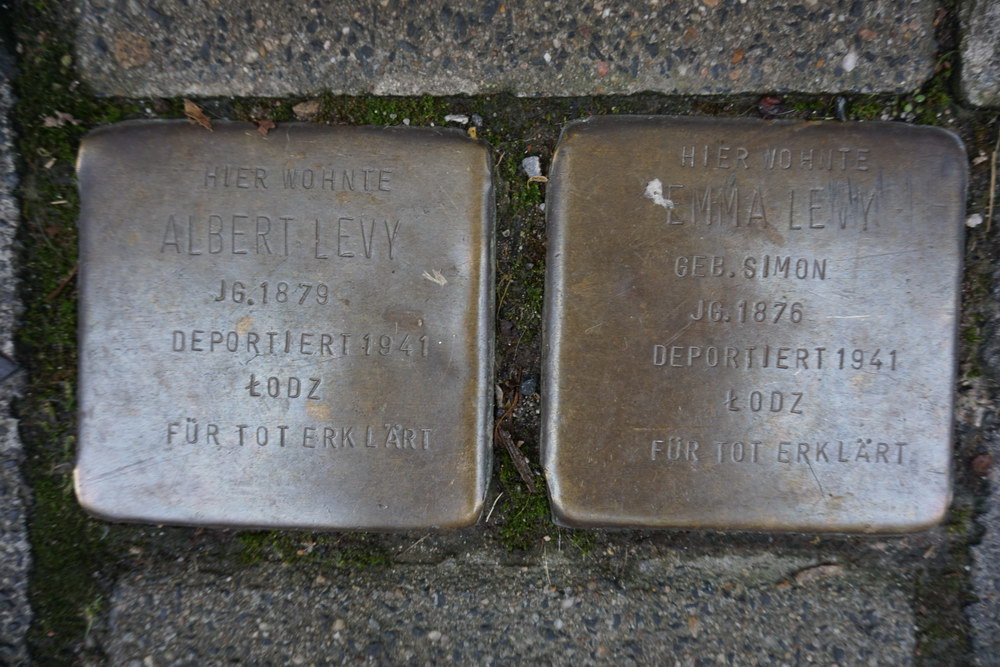 HIER WOHNTE
ALBERT LEVY
JG. 1879
DEPORTIERT 1941
ŁODZ
FÜR TOT ERKLÄRT
HIER WOHNTE
EMMA LEVY
GEB. SIMON
JG. 1876
DEPORTIERT 1941
ŁODZ
FÜR TOT ERKLÄRT